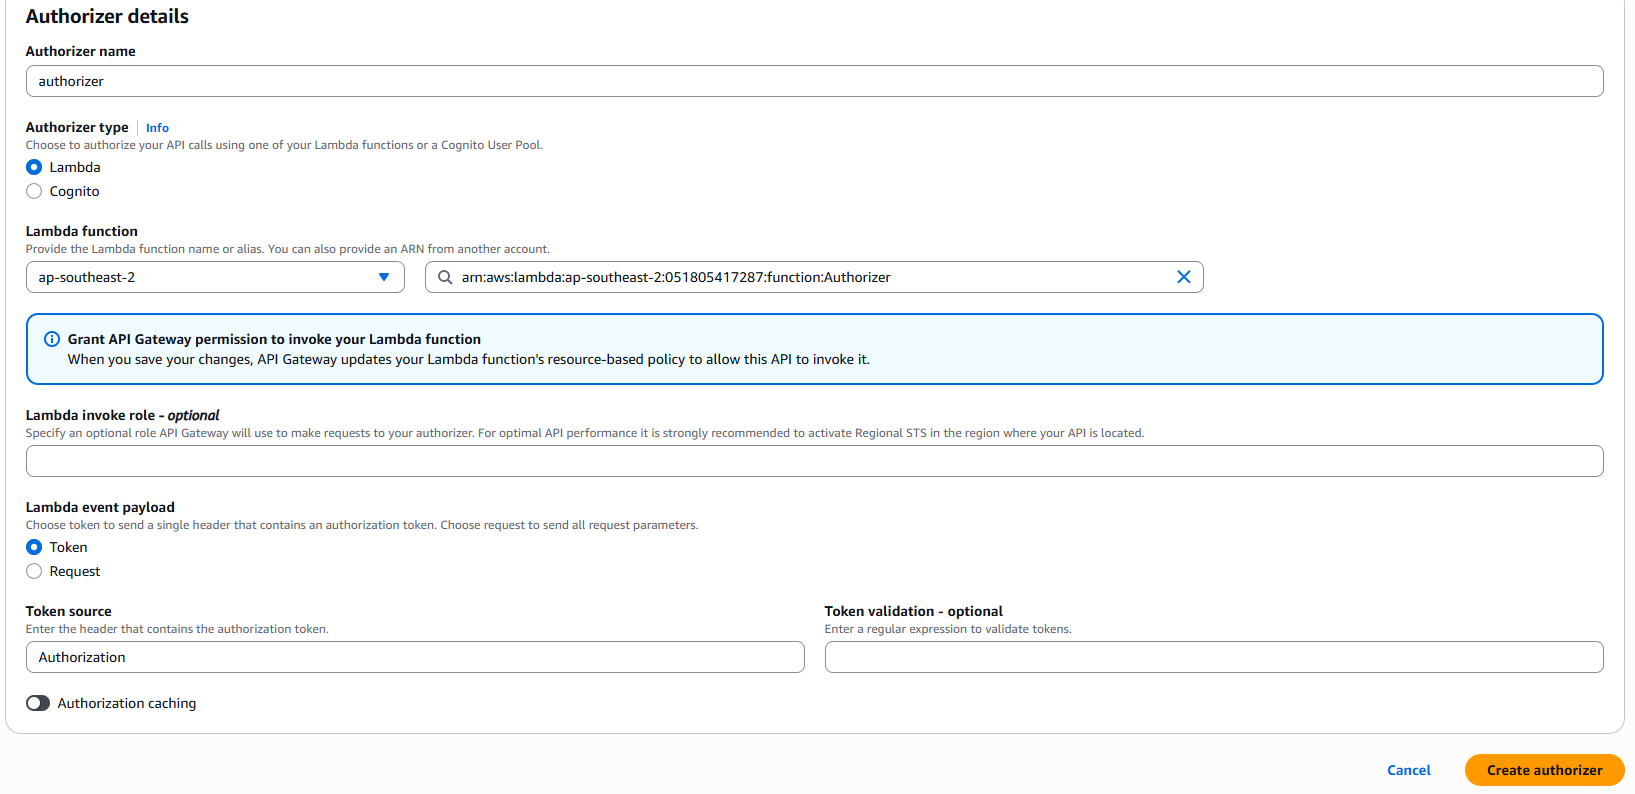 Authorizer details
Authorizer name
authorizer
Authorizer type Info
Choose to authorize your API calls using one of your Lambda functions or a Cognito User Pool.
Lambda
Cognito
Lambda function
Provide the Lambda function name or alias. You can also provide an ARN from another account.
ap-southeast-2
arn:aws:lambda:ap-southeast-2:051805417287:function:Authorizer
Grant API Gateway permission to invoke your Lambda function
When you save your changes, API Gateway updates your Lambda function's resource-based policy to allow this API to invoke it.
Lambda invoke role - optional
Specify an optional role API Gateway will use to make requests to your authorizer. For optimal API performance it is strongly recommended to activate Regional STS in the region where your API is located.
Lambda event payload
Choose token to send a single header that contains an authorization token. Choose request to send all request parameters.
Token
Request
Token source
Enter the header that contains the authorization token.
Authorization
Token validation - optional
Enter a regular expression to validate tokens.
Authorization caching
Cancel
Create authorizer